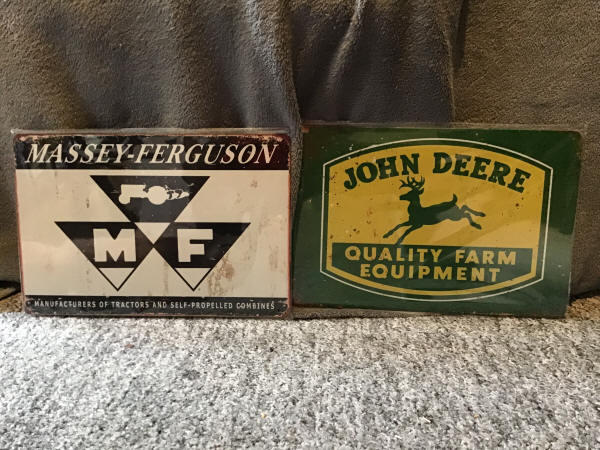 MASSEY-FERGUSON
M F
MANUFACTURERS OF TRACTORS AND SELF-PROPELLED COMBINES
JOHN DEERE
QUALITY FARM
EQUIPMENT